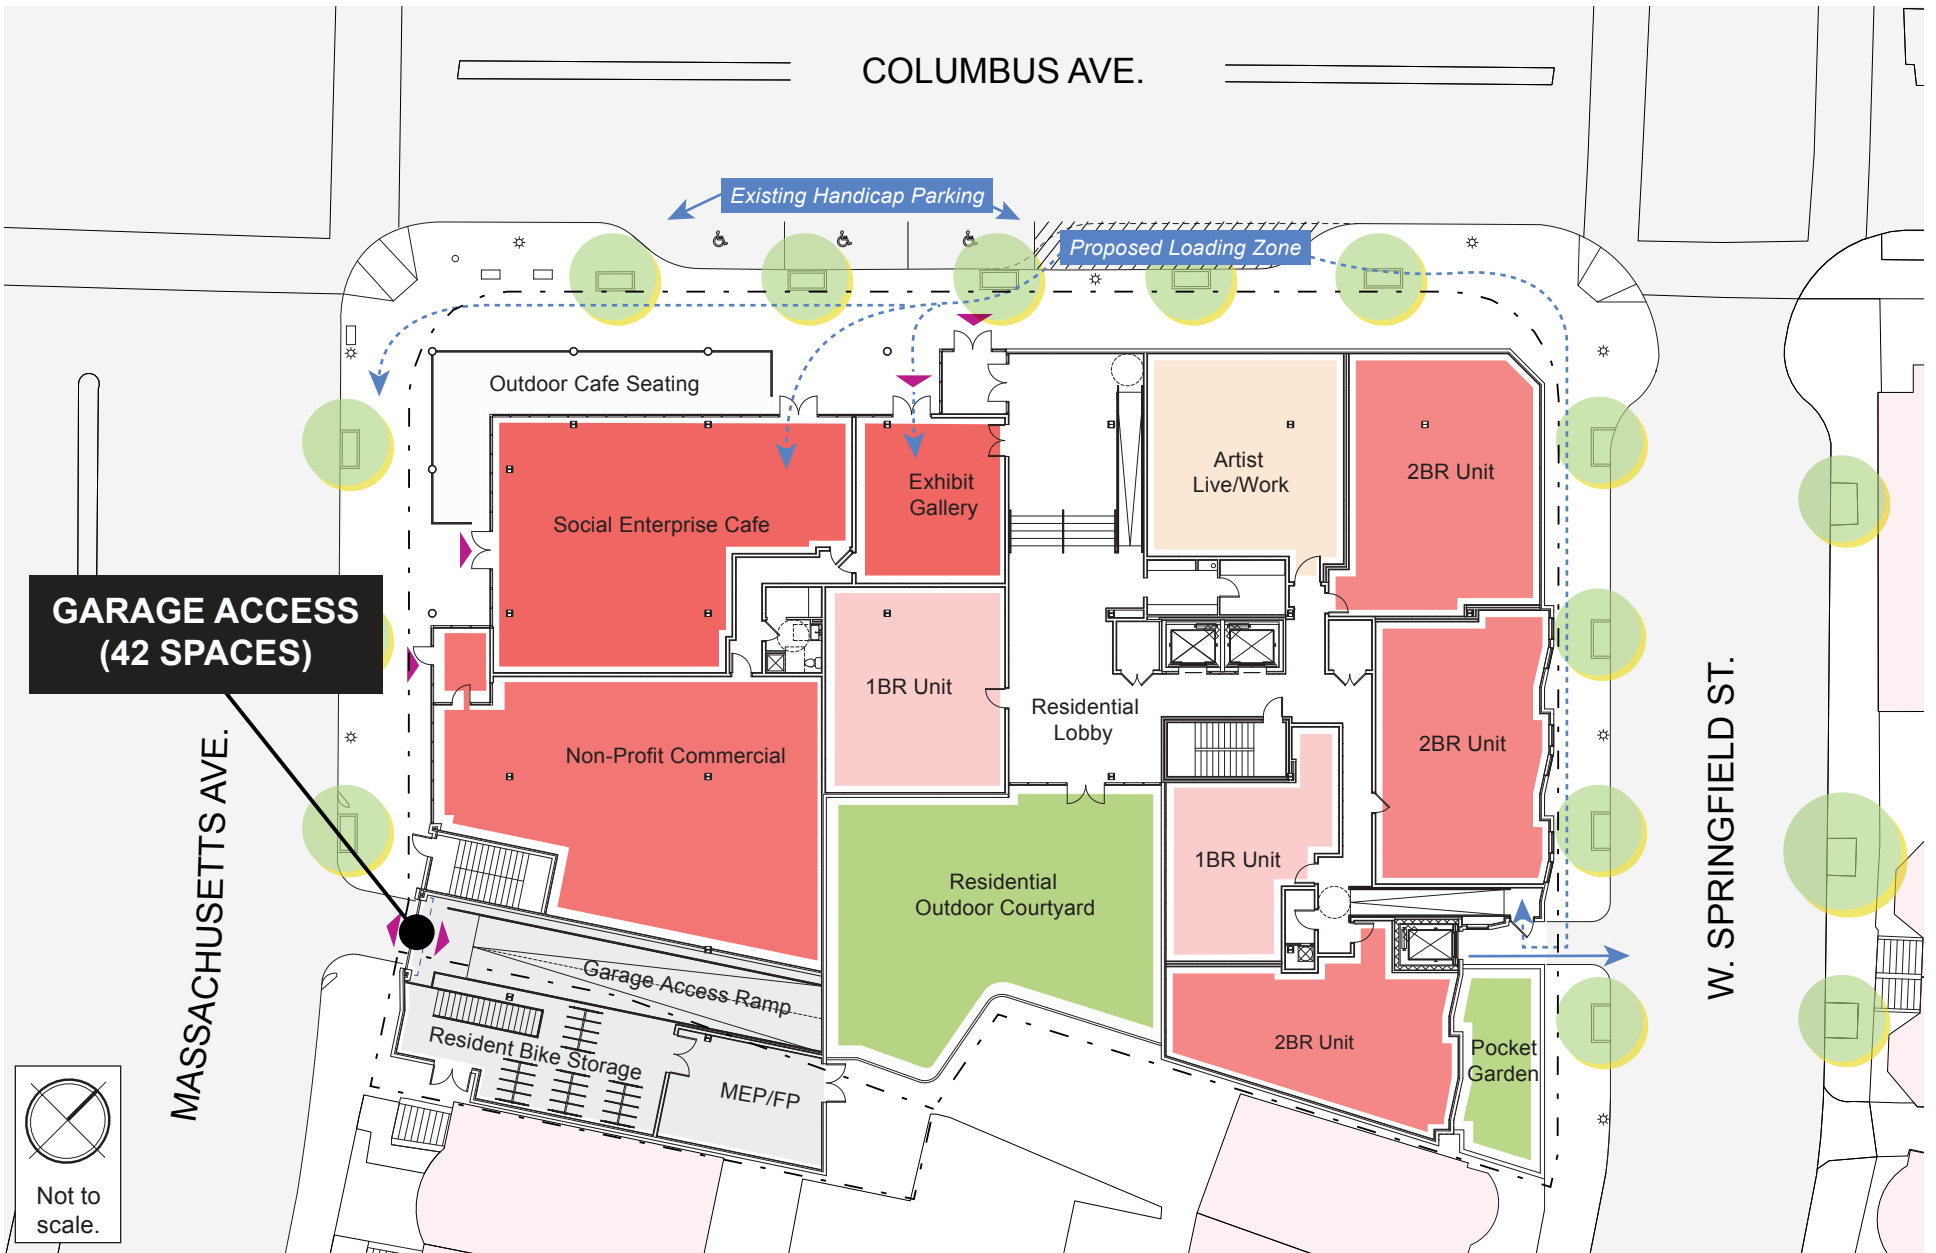 COLUMBUS AVE.
Existing Handicap Parking
Proposed Loading Zone
Outdoor Cafe Seating
Social Enterprise Cafe
Exhibit
Gallery
Artist
Live/Work
2BR Unit
GARAGE ACCESS
(42 SPACES)
1BR Unit
Residential
Lobby
2BR Unit
Non-Profit Commercial
MASSACHUSETTS AVE.
W. SPRINGFIELD ST.
1BR Unit
Residential
Outdoor Courtyard
Garage Access Ramp
Resident Bike Storage
MEP/FP
2BR Unit
Pocket
Garden
Not to
scale.